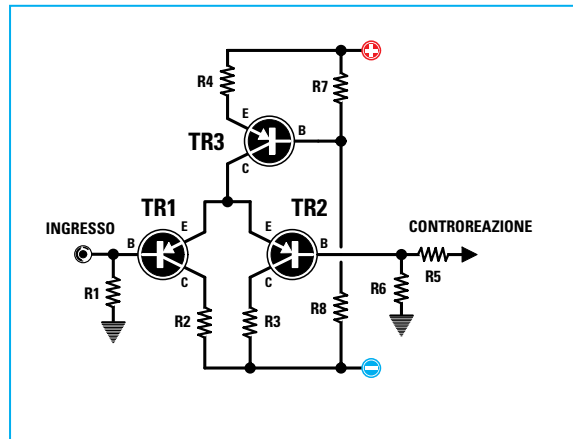 +
R4
R7
E
B
TR3
C
TR1
TR2
INGRESSO
CONTROREAZIONE
B
E
E
B
C
C
R1
R2
R3
R8
R6
R5
−